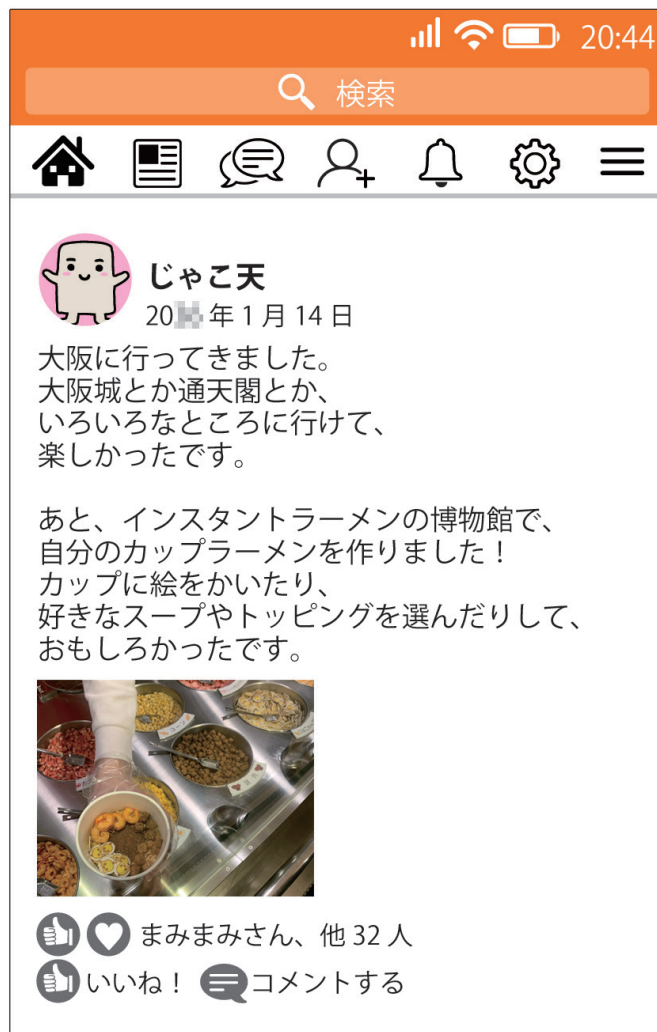 20:44
検索
じゃこ天
20 年 1 月 14 日
大阪に行ってきました。
大阪城とか通天閣とか、
いろいろなところに行けて、
楽しかったです。
あと、インスタントラーメンの博物館で、
自分のカップラーメンを作りました！
カップに絵をかいたり、
好きなスープやトッピングを選んだりして、
おもしろかったです。
まみまみさん、他 32 人
いいね！ コメントする